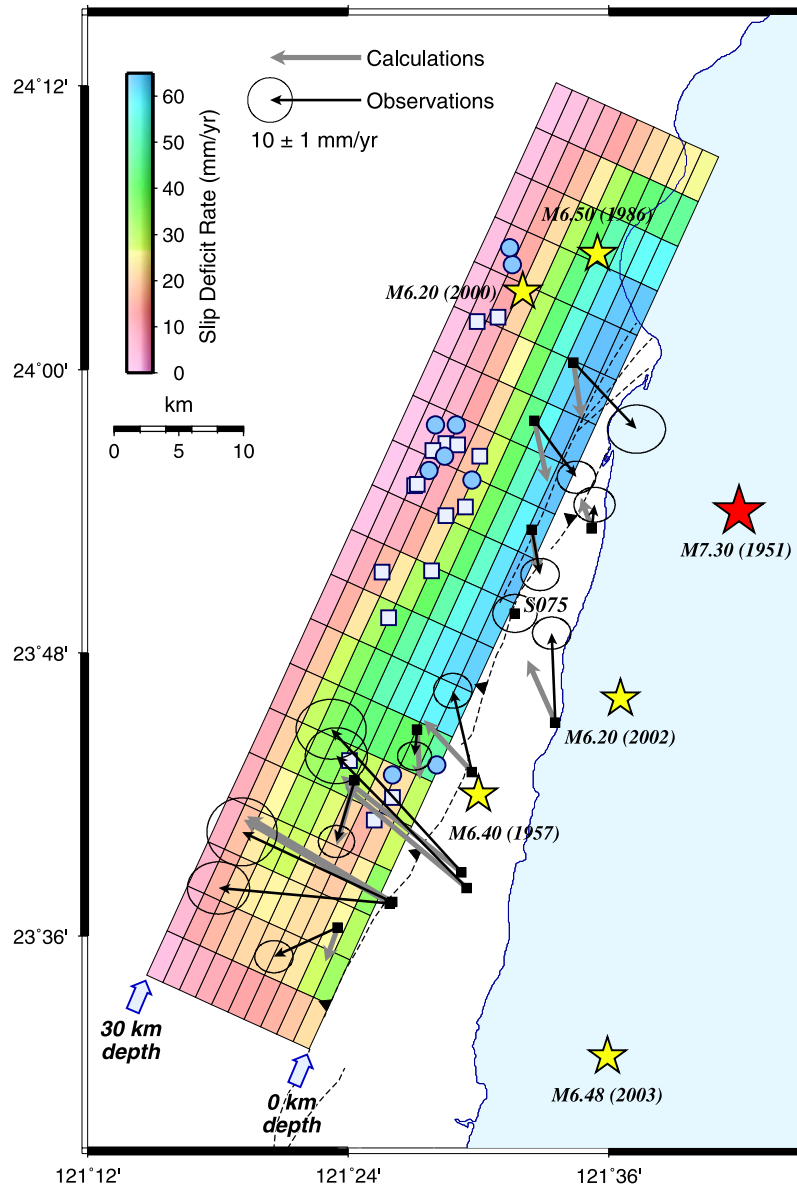 Calculations
Observations
10 ± 1 mm/yr
24°12'
24°00'
23°48'
23°36'
60
50
40
30
20
10
0
Slip Deficit Rate (mm/yr)
km
0 10
M6.50 (1986)
M6.20 (2000)
M7.30 (1951)
S075
M6.20 (2002)
M6.40 (1957)
M6.48 (2003)
30 km
depth
0 km
depth
121°12' 121°24' 121°36'